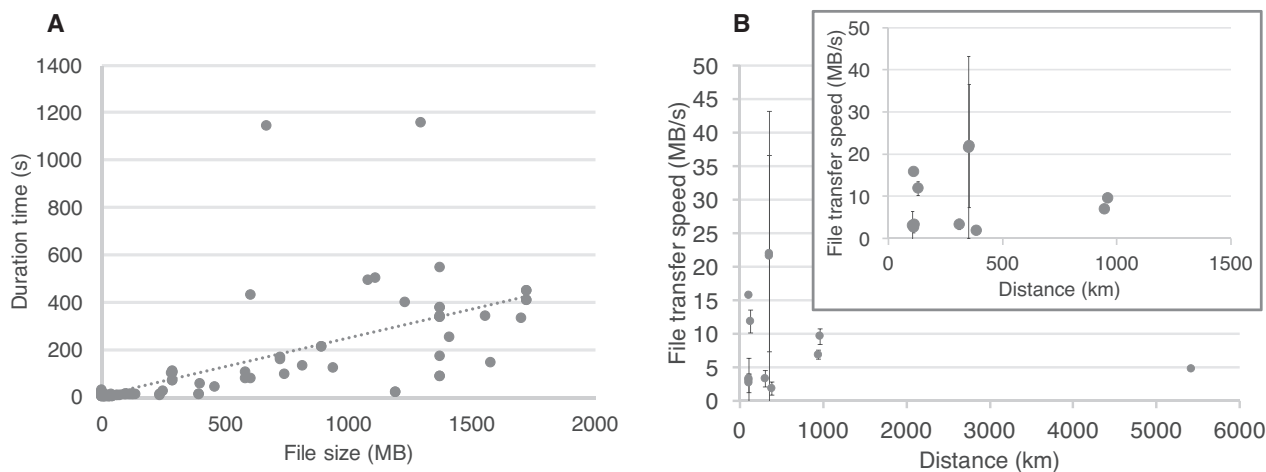 A
1400
1200
1000
800
600
400
200
0
0 500 1000 1500 2000
Duration time (s)
File size (MB)
B
50
45
40
35
30
25
20
15
10
5
0
0 1000 2000 3000 4000 5000 6000
File transfer speed (MB/s)
Distance (km)
50
40
30
20
10
0
0 500 1000 1500
File transfer speed (MB/s)
Distance (km)